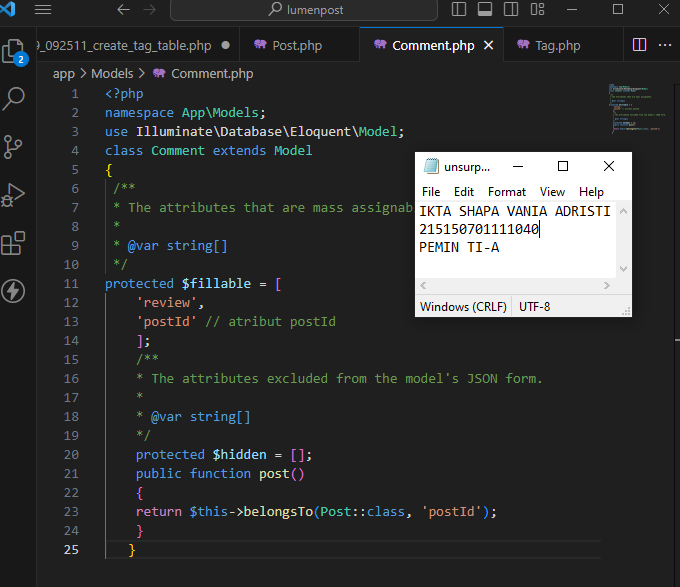 lumenpost
9_092511_create_tag_table.php
Post.php
Comment.php
Tag.php
2
app > Models > Comment.php
1 <?php
2 namespace App\Models;
3 use Illuminate\Database\Eloquent\Model;
4 class Comment extends Model
5 {
6 /**
7 * The attributes that are mass assignab
8 *
9 * @var string[]
10 */
11 protected $fillable = [
12 'review',
13 'postId' // atribut postId
14 ];
15 /**
16 * The attributes excluded from the model's JSON form.
17 *
18 * @var string[]
19 */
20 protected $hidden = [];
21 public function post()
22 {
23 return $this->belongsTo(Post::class, 'postId');
24 }
25 }
unsurp...
File Edit Format View Help
IKTA SHAPA VANIA ADRISTI
215150701111040
PEMIN TI-A
Windows (CRLF) UTF-8